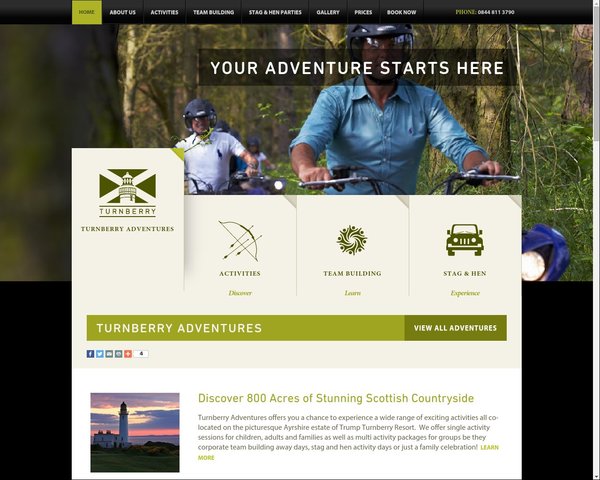 HOME ABOUT US ACTIVITIES TEAM BUILDING STAG & HEN PARTIES GALLERY PRICES BOOK NOW PHONE: 0844 811 3790
YOUR ADVENTURE STARTS HERE
TURNBERRY
TURNBERRY ADVENTURES
ACTIVITIES
Discover
TEAM BUILDING
Learn
STAG & HEN
Experience
TURNBERRY ADVENTURES
VIEW ALL ADVENTURES
4
Discover 800 Acres of Stunning Scottish Countryside
Turnberry Adventures offers you a chance to experience a wide range of exciting activities all co-
located on the picturesque Ayrshire estate of Trump Turnberry Resort. We offer single activity
sessions for children, adults and families as well as multi activity packages for groups be they
corporate team building away days, stag and hen activity days or just a family celebration! LEARN
MORE